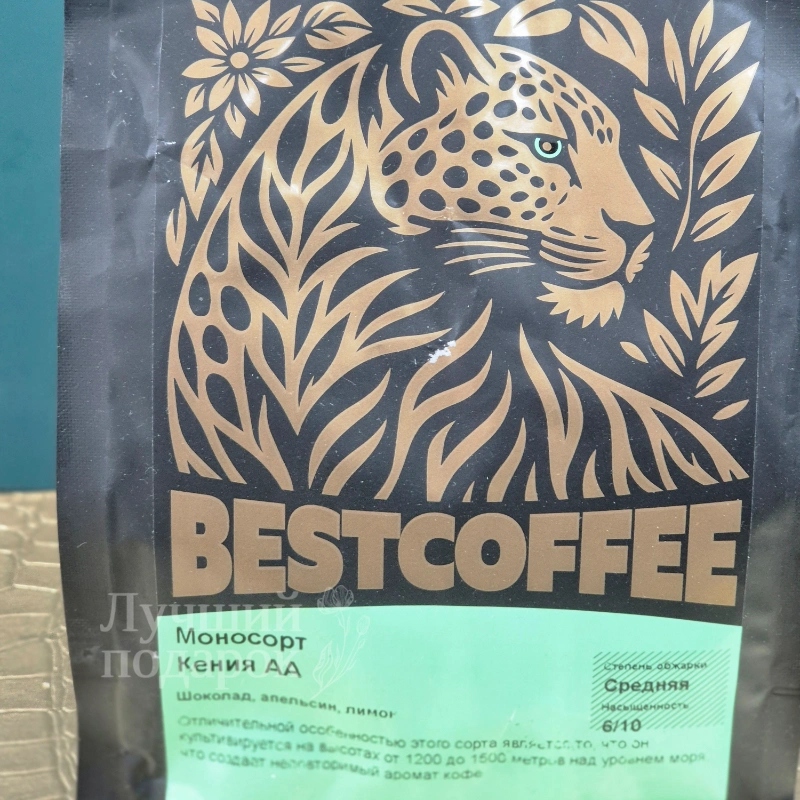 BESTCOFFEE
Лучший
подарок
Моносорт
Кения АА
Шоколад, апельсин, лимон
Степень обжарки
Средняя
Насыщенность
6/10
Отличительной особенностью этого сорта является то, что он
культивируется на высотах от 1200 до 1500 метров над уровнем моря,
что создает неповторимый аромат кофе